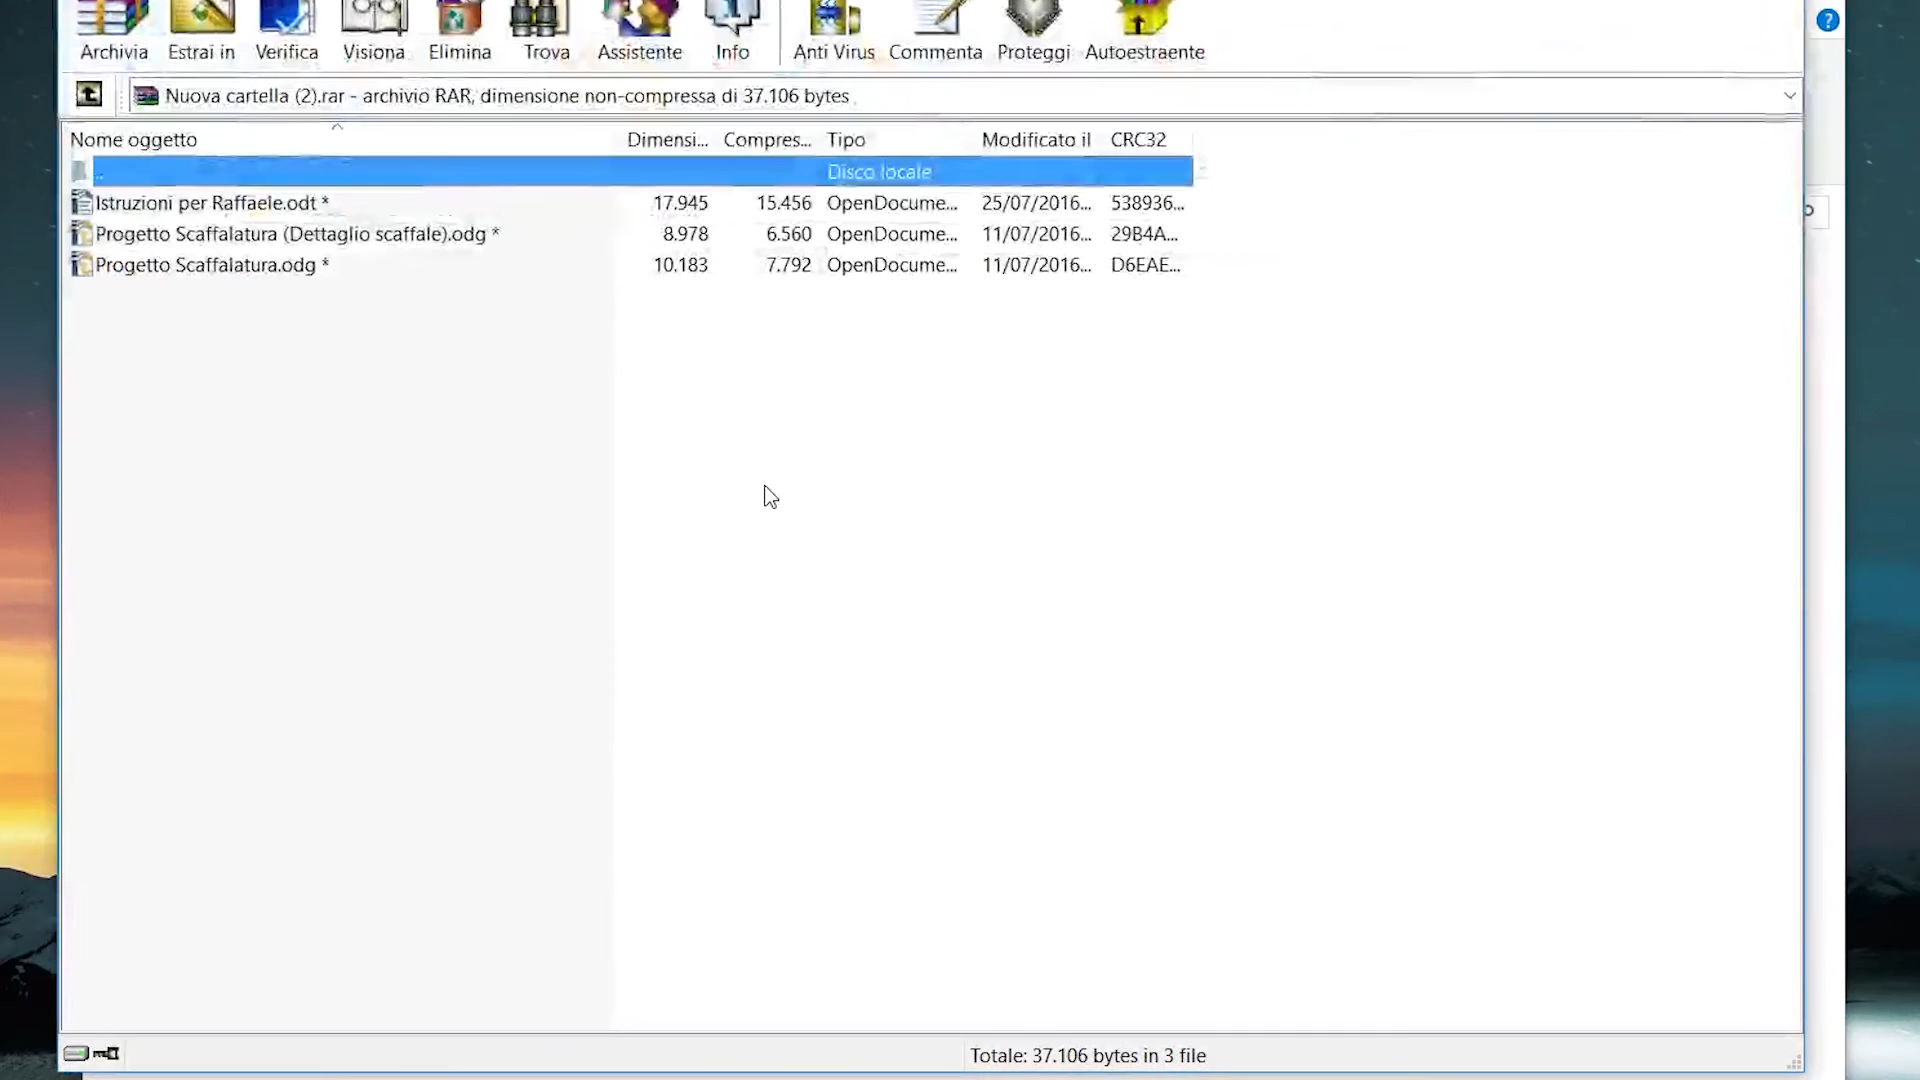 Archivia Estrai in Verifica Visiona Elimina Trova Assistente Info Anti Virus Commenta Proteggi Autoestraente
Nuova cartella (2).rar - archivio RAR, dimensione non-compressa di 37.106 bytes
Nome oggetto Dimensi... Compres... Tipo Modificato il CRC32
.. Disco locale
Istruzioni per Raffaele.odt * 17.945 15.456 OpenDocume... 25/07/2016... 538936...
Progetto Scaffalatura (Dettaglio scaffale).odg * 8.978 6.560 OpenDocume... 11/07/2016... 29B4A...
Progetto Scaffalatura.odg * 10.183 7.792 OpenDocume... 11/07/2016... D6EAE...
Totale: 37.106 bytes in 3 file